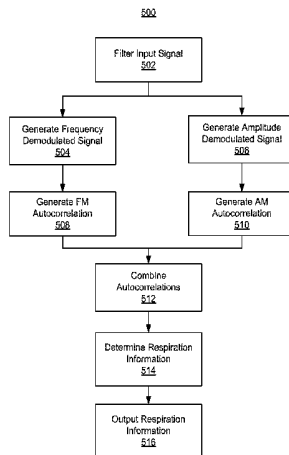 500
Filter Input Signal
502
Generate Frequency
Demodulated Signal
504
Generate Amplitude
Demodulated Signal
506
Generate FM
Autocorrelation
508
Generate AM
Autocorrelation
510
Combine
Autocorrelations
512
Determine Respiration
Information
514
Output Respiration
Information
516